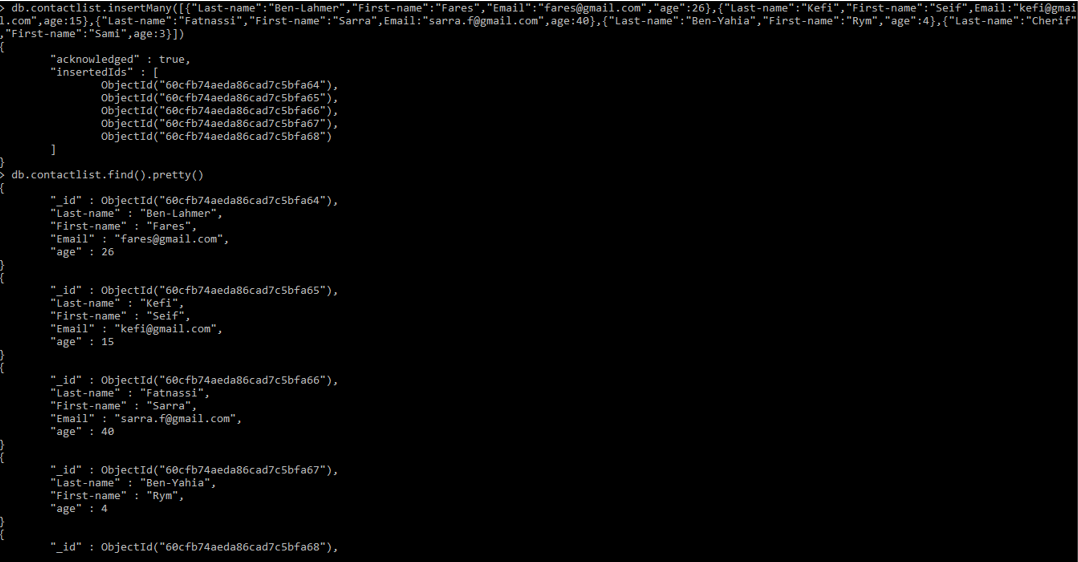 > db.contactlist.insertMany([{"Last-name":"Ben-Lahmer","First-name":"Fares","Email":"fares@gmail.com","age":26},{"Last-name":"Kefi","First-name":"Seif",Email:"kefi@gmai
l.com",age:15},{"Last-name":"Fatnassi","First-name":"Sarra",Email:"sarra.f@gmail.com",age:40},{"Last-name":"Ben-Yahia","First-name":"Rym","age":4},{"Last-name":"Cherif"
,"First-name":"Sami",age:3}])
{
        "acknowledged" : true,
        "insertedIds" : [
                ObjectId("60cfb74aeda86cad7c5bfa64"),
                ObjectId("60cfb74aeda86cad7c5bfa65"),
                ObjectId("60cfb74aeda86cad7c5bfa66"),
                ObjectId("60cfb74aeda86cad7c5bfa67"),
                ObjectId("60cfb74aeda86cad7c5bfa68")
        ]
}
> db.contactlist.find().pretty()
{
        "_id" : ObjectId("60cfb74aeda86cad7c5bfa64"),
        "Last-name" : "Ben-Lahmer",
        "First-name" : "Fares",
        "Email" : "fares@gmail.com",
        "age" : 26
}
{
        "_id" : ObjectId("60cfb74aeda86cad7c5bfa65"),
        "Last-name" : "Kefi",
        "First-name" : "Seif",
        "Email" : "kefi@gmail.com",
        "age" : 15
}
{
        "_id" : ObjectId("60cfb74aeda86cad7c5bfa66"),
        "Last-name" : "Fatnassi",
        "First-name" : "Sarra",
        "Email" : "sarra.f@gmail.com",
        "age" : 40
}
{
        "_id" : ObjectId("60cfb74aeda86cad7c5bfa67"),
        "Last-name" : "Ben-Yahia",
        "First-name" : "Rym",
        "age" : 4
}
{
        "_id" : ObjectId("60cfb74aeda86cad7c5bfa68"),